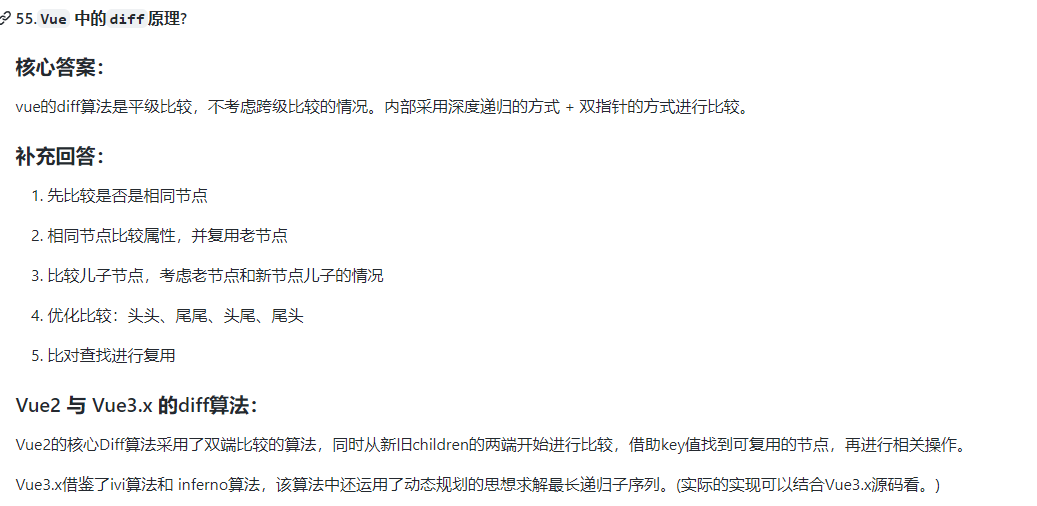 55.Vue 中的diff原理?
核心答案：
vue的diff算法是平级比较，不考虑跨级比较的情况。内部采用深度递归的方式 + 双指针的方式进行比较。
补充回答：
1. 先比较是否是相同节点
2. 相同节点比较属性，并复用老节点
3. 比较儿子节点，考虑老节点和新节点儿子的情况
4. 优化比较：头头、尾尾、头尾、尾头
5. 比对查找进行复用
Vue2 与 Vue3.x 的diff算法：
Vue2的核心Diff算法采用了双端比较的算法，同时从新旧children的两端开始进行比较，借助key值找到可复用的节点，再进行相关操作。
Vue3.x借鉴了ivi算法和 inferno算法，该算法中还运用了动态规划的思想求解最长递归子序列。(实际的实现可以结合Vue3.x源码看。)